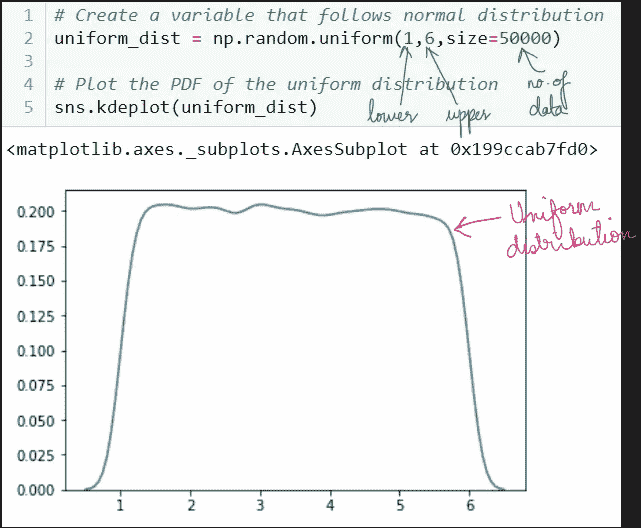 1 # Create a variable that follows normal distribution
2 uniform_dist = np.random.uniform(1,6,size=50000)
3
4 # Plot the PDF of the uniform distribution
5 sns.kdeplot(uniform_dist)
lower upper no. of data
<matplotlib.axes._subplots.AxesSubplot at 0x199ccab7fd0>
Uniform
distribution
0.200
0.175
0.150
0.125
0.100
0.075
0.050
0.025
0.000
1 2 3 4 5 6